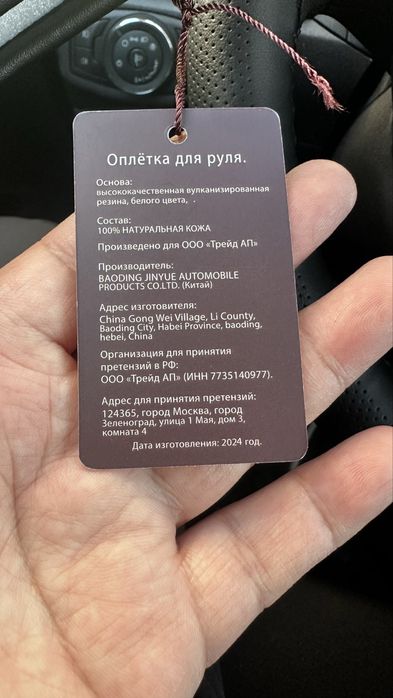 Оплётка для руля.
Основа:
высококачественная вулканизированная
резина, белого цвета, .
Состав:
100% НАТУРАЛЬНАЯ КОЖА
Произведено для ООО «Трейд АП»
Производитель:
BAODING JINYUE AUTOMOBILE
PRODUCTS CO.LTD. (Китай)
Адрес изготовителя:
China Gong Wei Village, Li County,
Baoding City, Habei Province, baoding,
hebei, China
Организация для принятия
претензий в РФ:
ООО «Трейд АП» (ИНН 7735140977).
Адрес для принятия претензий:
124365, город Москва, город
Зеленоград, улица 1 Мая, дом 3,
комната 4
Дата изготовления: 2024 год.